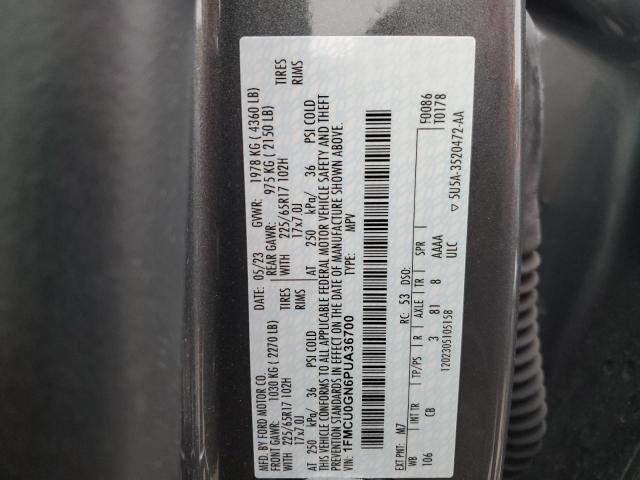 MFD. BY FORD MOTOR CO.
DATE: 05/23 GVWR: 1978 KG ( 4360 LB)
FRONT GAWR: 1030 KG (2270 LB) REAR GAWR: 975 KG ( 2150 LB)
WITH 225/65R17 102H TIRES WITH 225/65R17 102H TIRES
17x7.0J RIMS 17x7.0J RIMS
AT 250 kPa/ 36 PSI COLD AT 250 kPa/ 36 PSI COLD
THIS VEHICLE CONFORMS TO ALL APPLICABLE FEDERAL MOTOR VEHICLE SAFETY AND THEFT
PREVENTION STANDARDS IN EFFECT ON THE DATE OF MANUFACTURE SHOWN ABOVE.
VIN: 1FMCU0GN6PUA36700 TYPE: MPV
F0086
T0178
EXT PNT: M7 RC: 53 DSO:
WB INT TR TP/PS R AXLE TR SPR
106 CB 3 81 8 AAAA
ULC
1202305105158 ▽ 5U5A-3520472-AA